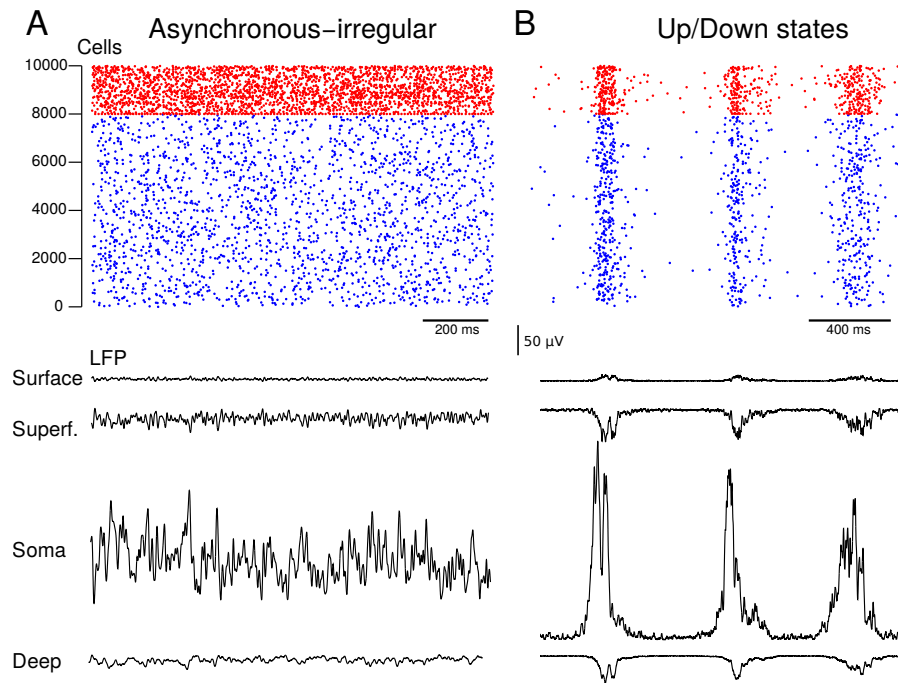 A
Asynchronous−irregular
B
Up/Down states
Cells
10000
8000
6000
4000
2000
0
200 ms
400 ms
50 µV
LFP
Surface
Superf.
Soma
Deep